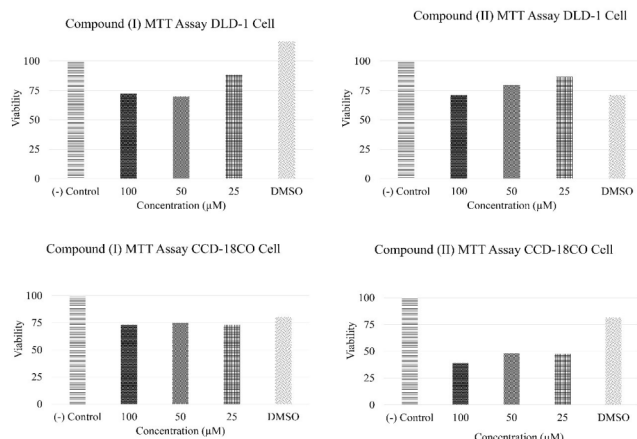 Compound (I) MTT Assay DLD-1 Cell
100
75
50
25
0
Viability
(-) Control 100 50 25 DMSO
Concentration (µM)
Compound (II) MTT Assay DLD-1 Cell
100
75
50
25
0
Viability
(-) Control 100 50 25 DMSO
Concentration (µM)
Compound (I) MTT Assay CCD-18CO Cell
100
75
50
25
0
Viability
(-) Control 100 50 25 DMSO
Concentration (µM)
Compound (II) MTT Assay CCD-18CO Cell
100
75
50
25
0
Viability
(-) Control 100 50 25 DMSO
Concentration (µM)